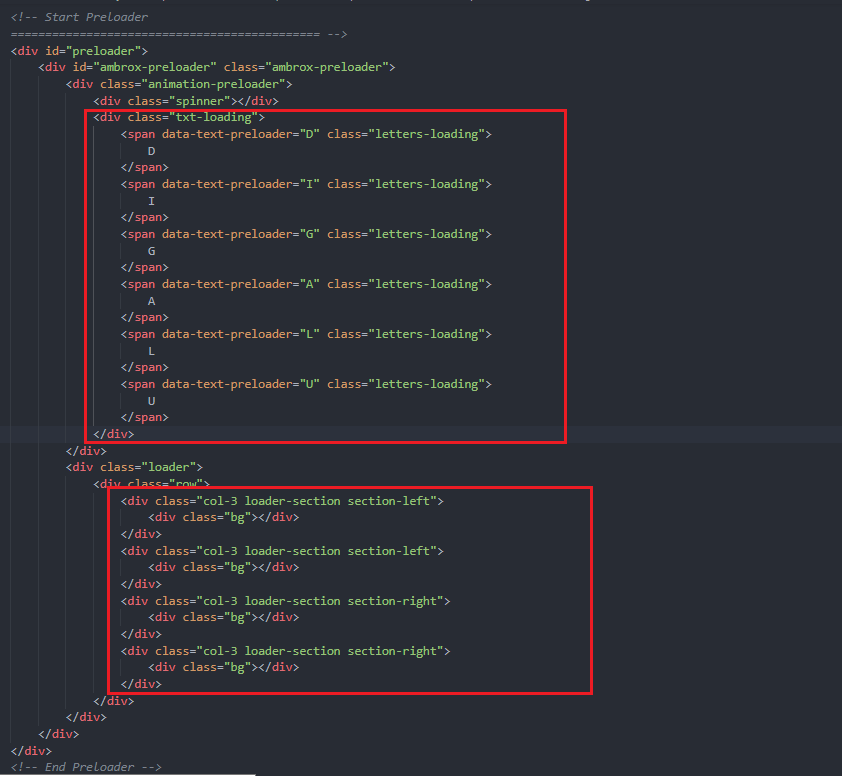 <!-- Start Preloader
============================================= -->
<div id="preloader">
<div id="ambrox-preloader" class="ambrox-preloader">
<div class="animation-preloader">
<div class="spinner"></div>
<div class="txt-loading">
<span data-text-preloader="D" class="letters-loading">
D
</span>
<span data-text-preloader="I" class="letters-loading">
I
</span>
<span data-text-preloader="G" class="letters-loading">
G
</span>
<span data-text-preloader="A" class="letters-loading">
A
</span>
<span data-text-preloader="L" class="letters-loading">
L
</span>
<span data-text-preloader="U" class="letters-loading">
U
</span>
</div>
</div>
<div class="loader">
<div class="row">
<div class="col-3 loader-section section-left">
<div class="bg"></div>
</div>
<div class="col-3 loader-section section-left">
<div class="bg"></div>
</div>
<div class="col-3 loader-section section-right">
<div class="bg"></div>
</div>
<div class="col-3 loader-section section-right">
<div class="bg"></div>
</div>
</div>
</div>
</div>
</div>
<!-- End Preloader -->